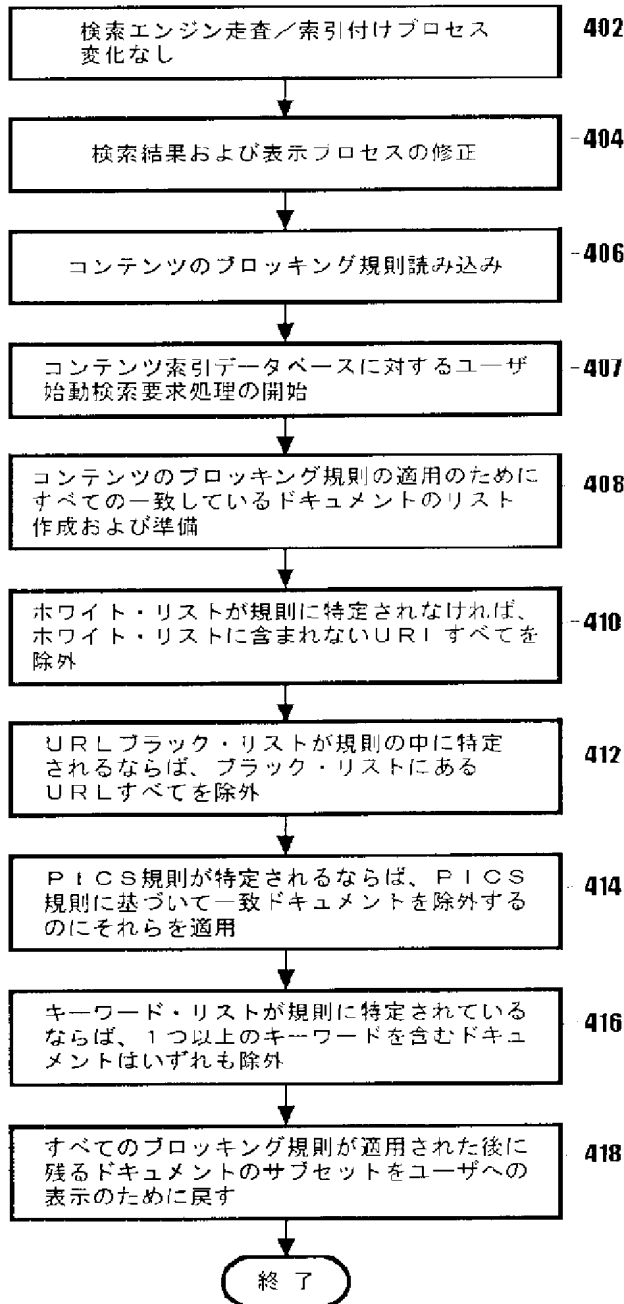 検索エンジン走査／索引付けプロセス 402
変化なし
検索結果および表示プロセスの修正 404
コンテンツのブロッキング規則読み込み 406
コンテンツ索引データベースに対するユーザ 407
始動検索要求処理の開始
コンテンツのブロッキング規則の適用のために 408
すべての一致しているドキュメントのリスト
作成および準備
ホワイト・リストが規則に特定されなければ、 410
ホワイト・リストに含まれないURLすべてを
除外
URLブラック・リストが規則の中に特定 412
されるならば、ブラック・リストにある
URLすべてを除外
PICS規則が特定されるならば、PICS 414
規則に基づいて一致ドキュメントを除外する
のにそれらを適用
キーワード・リストが規則に特定されている 416
ならば、1つ以上のキーワードを含むドキュ
メントはいずれも除外
すべてのブロッキング規則が適用された後に 418
残るドキュメントのサブセットをユーザへの
表示のために戻す
終了